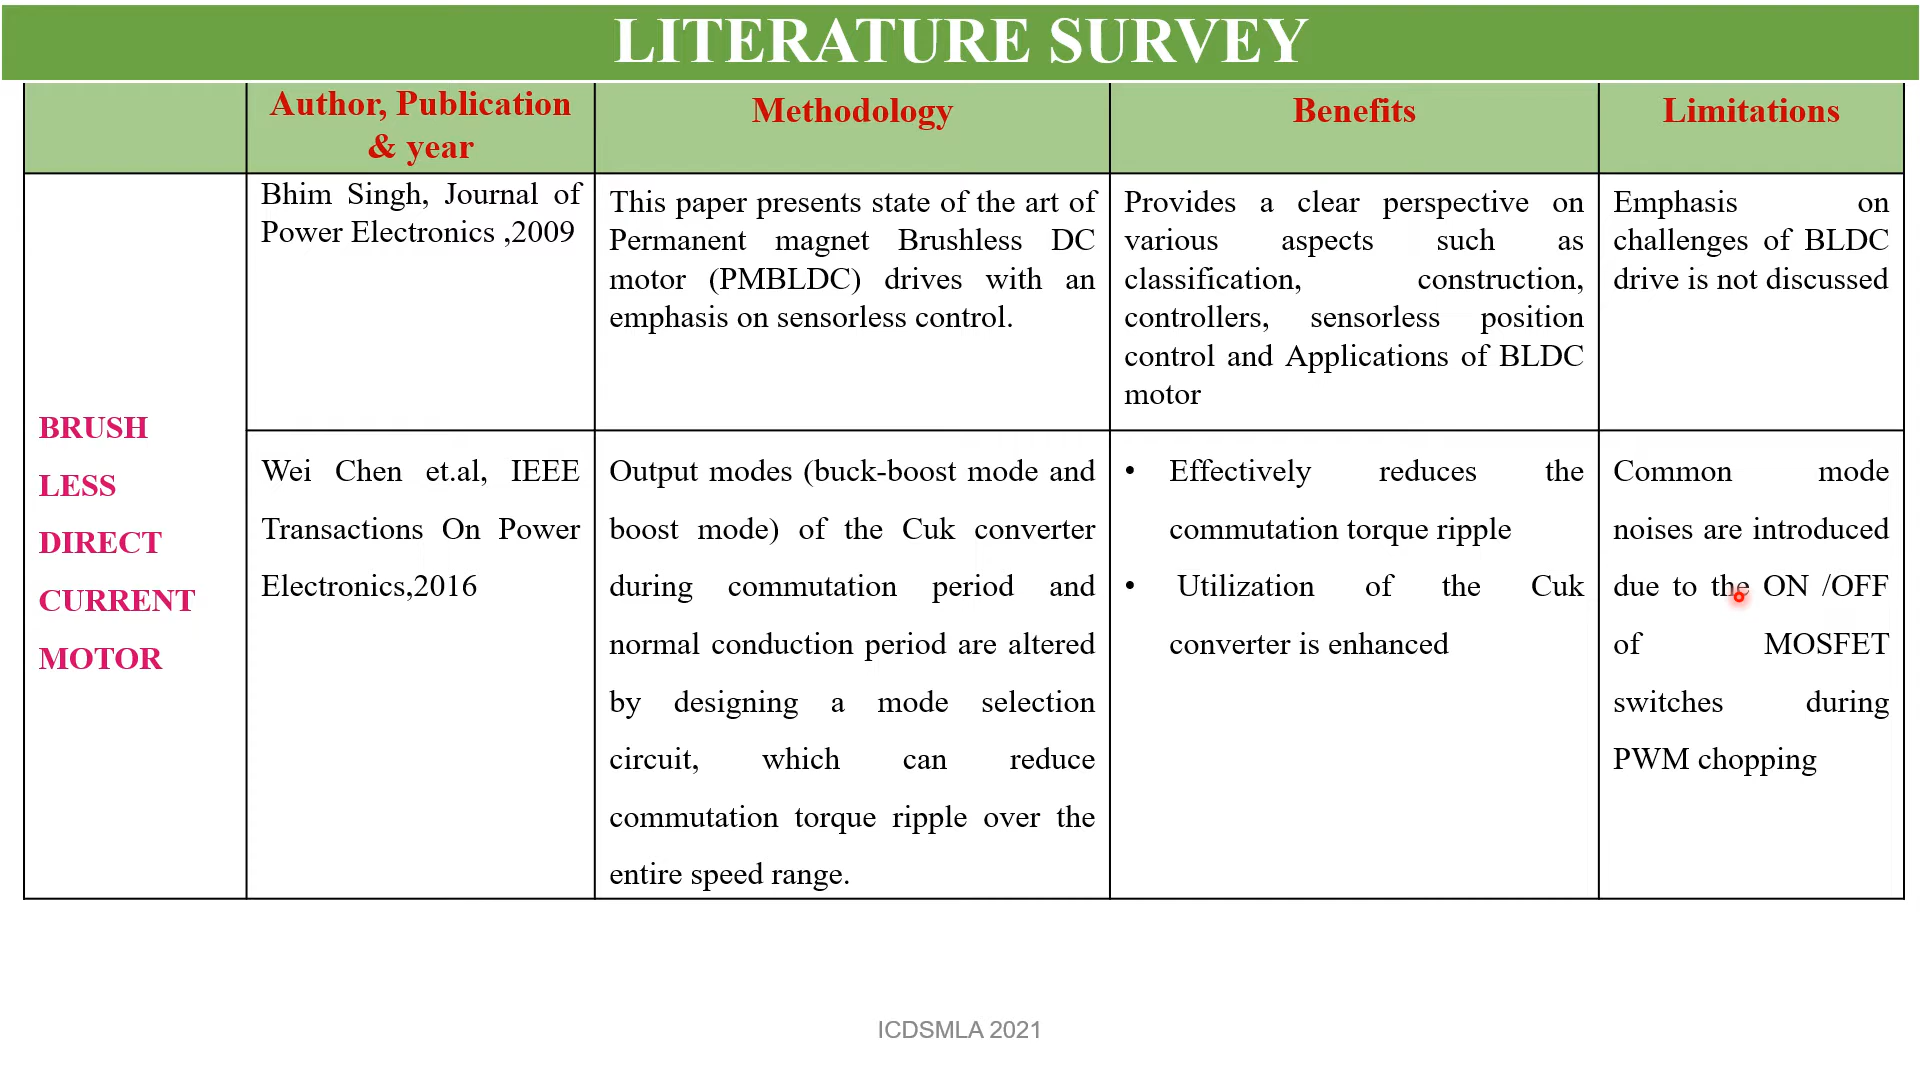 LITERATURE SURVEY
Author, Publication
& year
Methodology
Benefits
Limitations
BRUSH
LESS
DIRECT
CURRENT
MOTOR
Bhim Singh, Journal of
Power Electronics ,2009
This paper presents state of the art of
Permanent magnet Brushless DC
motor (PMBLDC) drives with an
emphasis on sensorless control.
Provides a clear perspective on
various aspects such as
classification, construction,
controllers, sensorless position
control and Applications of BLDC
motor
Emphasis on
challenges of BLDC
drive is not discussed
Wei Chen et.al, IEEE
Transactions On Power
Electronics,2016
Output modes (buck-boost mode and
boost mode) of the Cuk converter
during commutation period and
normal conduction period are altered
by designing a mode selection
circuit, which can reduce
commutation torque ripple over the
entire speed range.
• Effectively reduces the
commutation torque ripple
• Utilization of the Cuk
converter is enhanced
Common mode
noises are introduced
due to the ON /OFF
of MOSFET
switches during
PWM chopping
ICDSMLA 2021